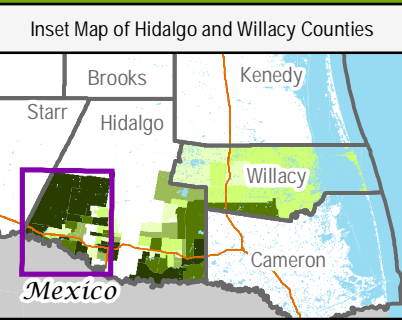 Inset Map of Hidalgo and Willacy Counties
Brooks
Kenedy
Starr
Hidalgo
Willacy
Cameron
Mexico